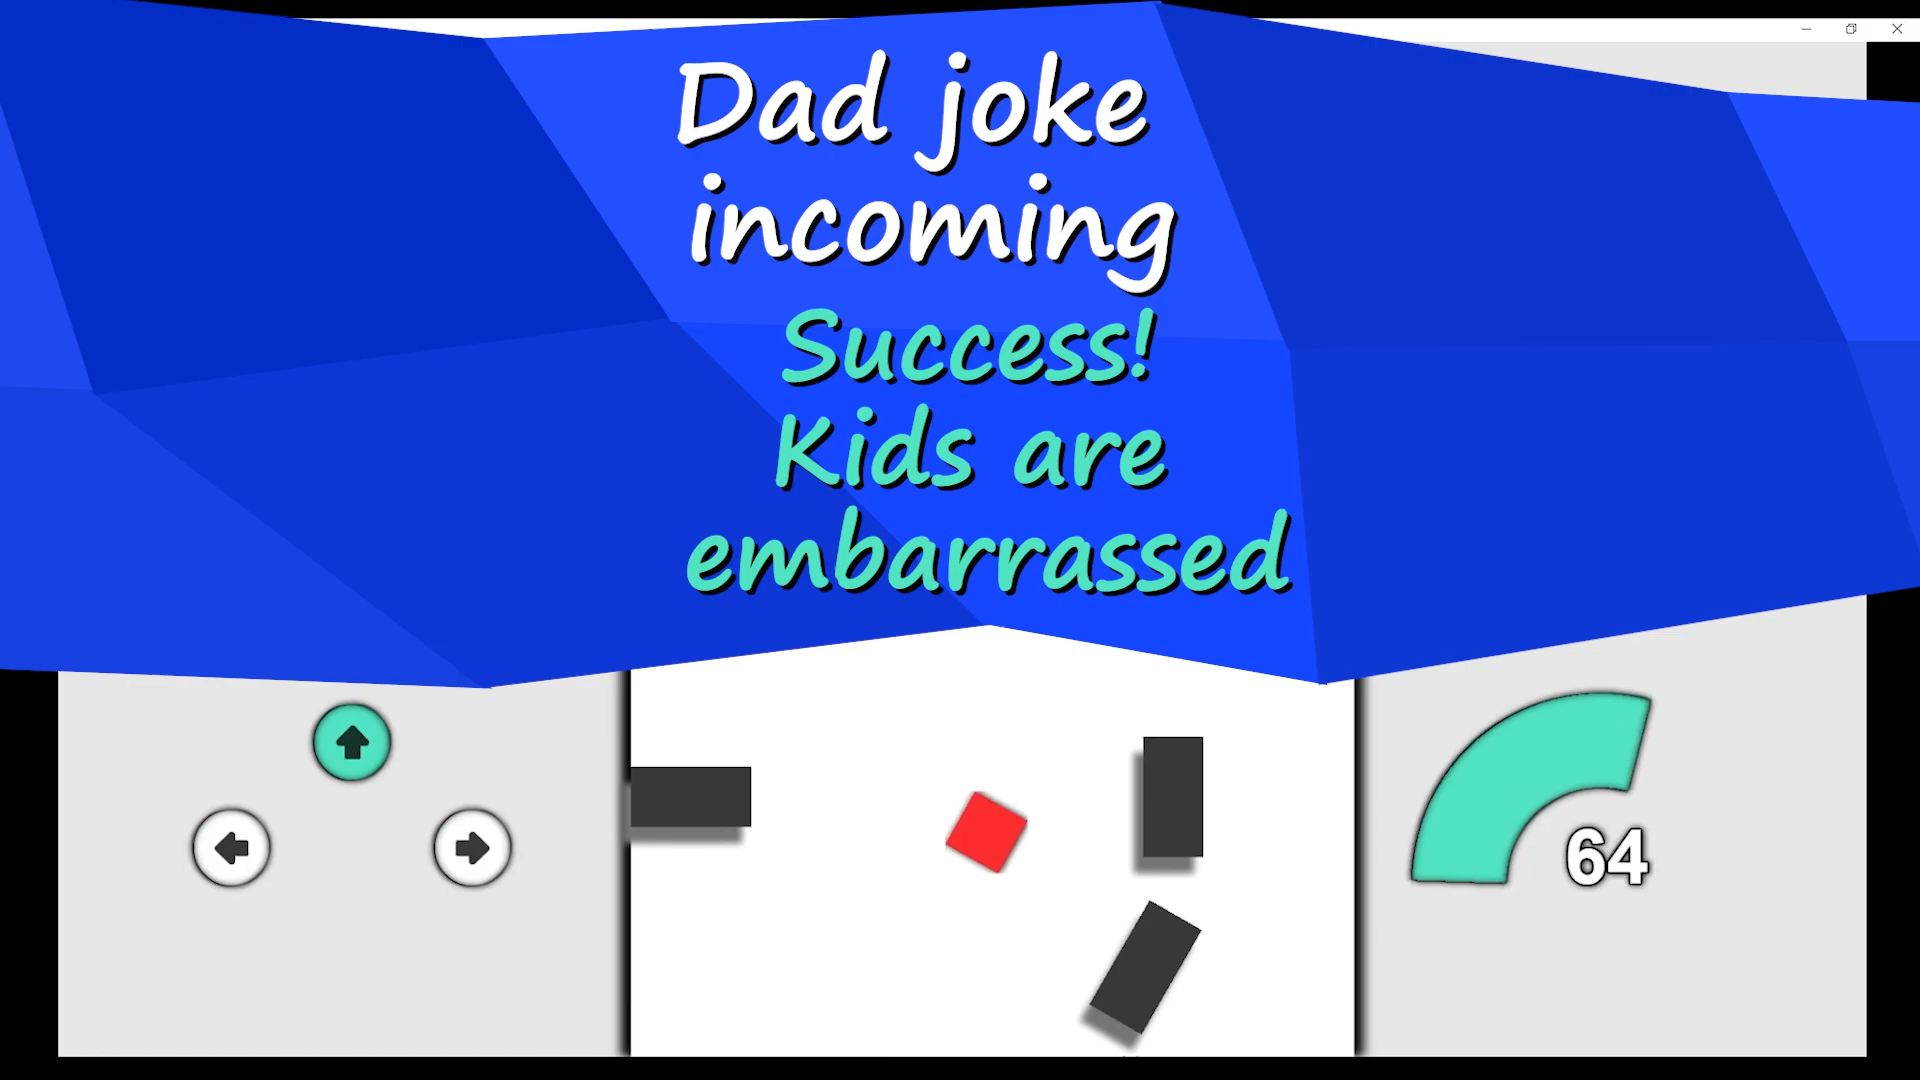 Dad joke
incoming
Success!
Kids are
embarrassed
64